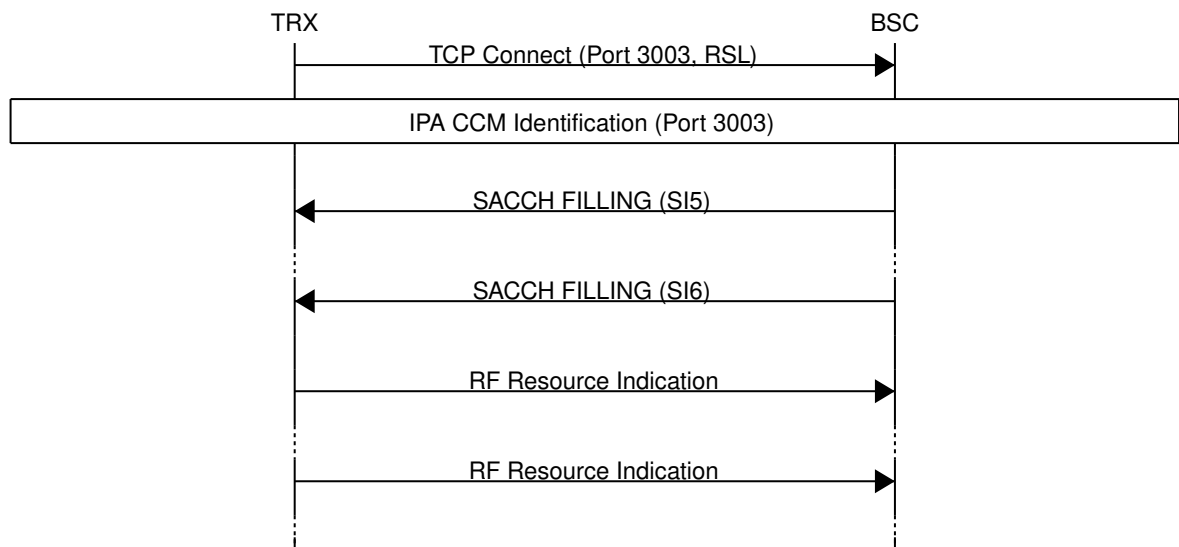 TRX BSC
TCP Connect (Port 3003, RSL)
IPA CCM Identification (Port 3003)
SACCH FILLING (SI5)
SACCH FILLING (SI6)
RF Resource Indication
RF Resource Indication